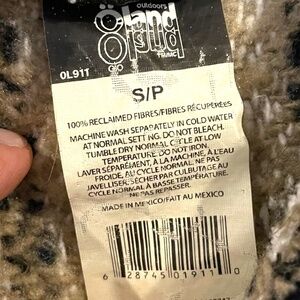 outdoors
Öland
OL91T
S/P
100% RECLAIMED FIBRES/FIBRES RÉCUPERÉES
MACHINE WASH SEPARATELY IN COLD WATER
AT NORMAL SETTING. DO NOT BLEACH.
TUMBLE DRY NORMAL CYCLE AT LOW
TEMPERATURE DO NOT IRON.
LAVER SÉPARÉMENT, À LA MACHINE, À L'EAU
FROIDE, AU CYCLE NORMAL. NE PAS
JAVELLISER. SÉCHER PAR CULBUTAGE AU
CYCLE NORMAL À BASSE TEMPÉRATURE.
NE PAS REPASSER.
MADE IN MEXICO/FAIT AU MEXICO
6 28745 01911 0